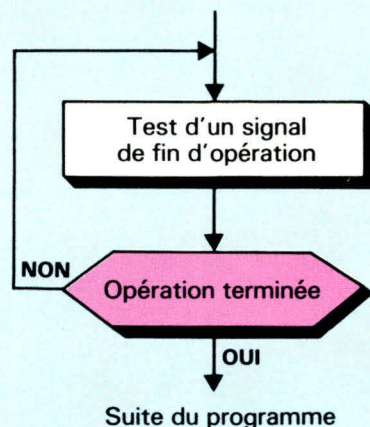 Test d'un signal
de fin d'opération
NON
Opération terminée
OUI
Suite du programme